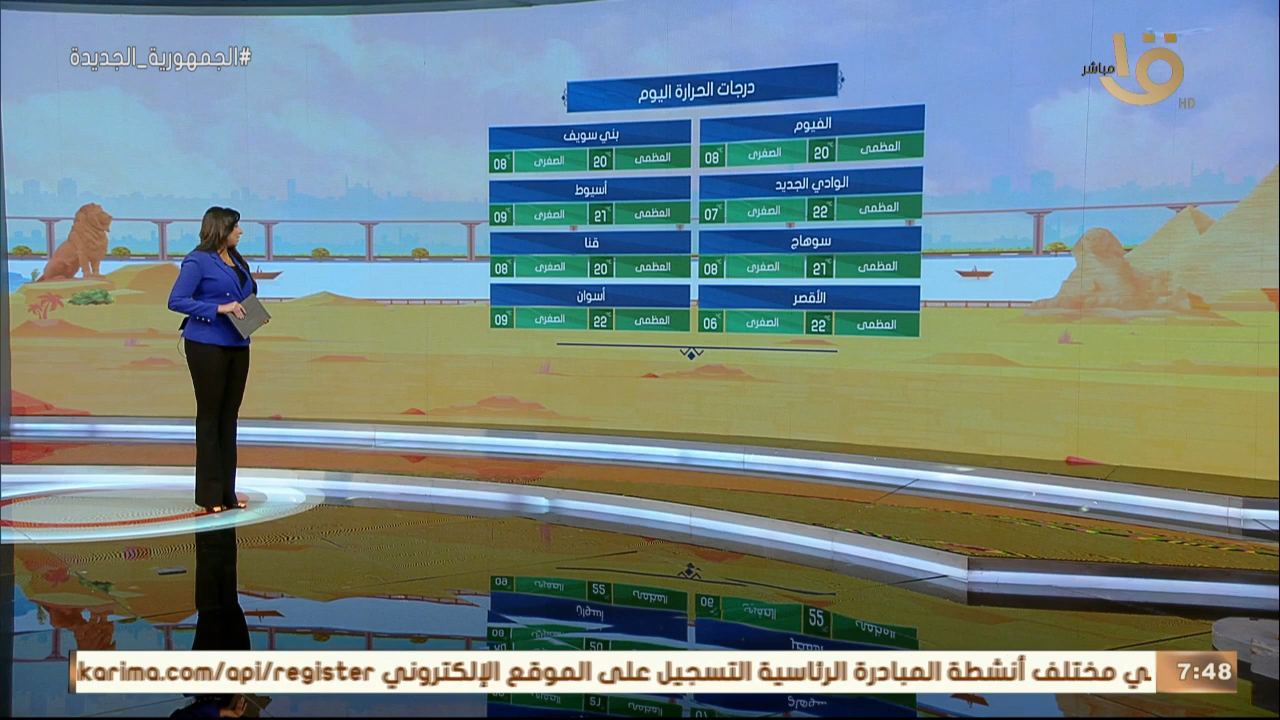 #الجمهورية_الجديدة
مباشر
HD
درجات الحرارة اليوم
الفيوم
العظمى 20°c الصغرى 08°c
بني سويف
العظمى 20°c الصغرى 08°c
الوادي الجديد
العظمى 22°c الصغرى 07°c
أسيوط
العظمى 21°c الصغرى 09°c
سوهاج
العظمى 21°c الصغرى 08°c
قنا
العظمى 20°c الصغرى 08°c
الأقصر
العظمى 22°c الصغرى 06°c
أسوان
العظمى 22°c الصغرى 09°c
7:48
ـي مختلف أنشطة المبادرة الرئاسية التسجيل على الموقع الإلكتروني karima.com/api/register